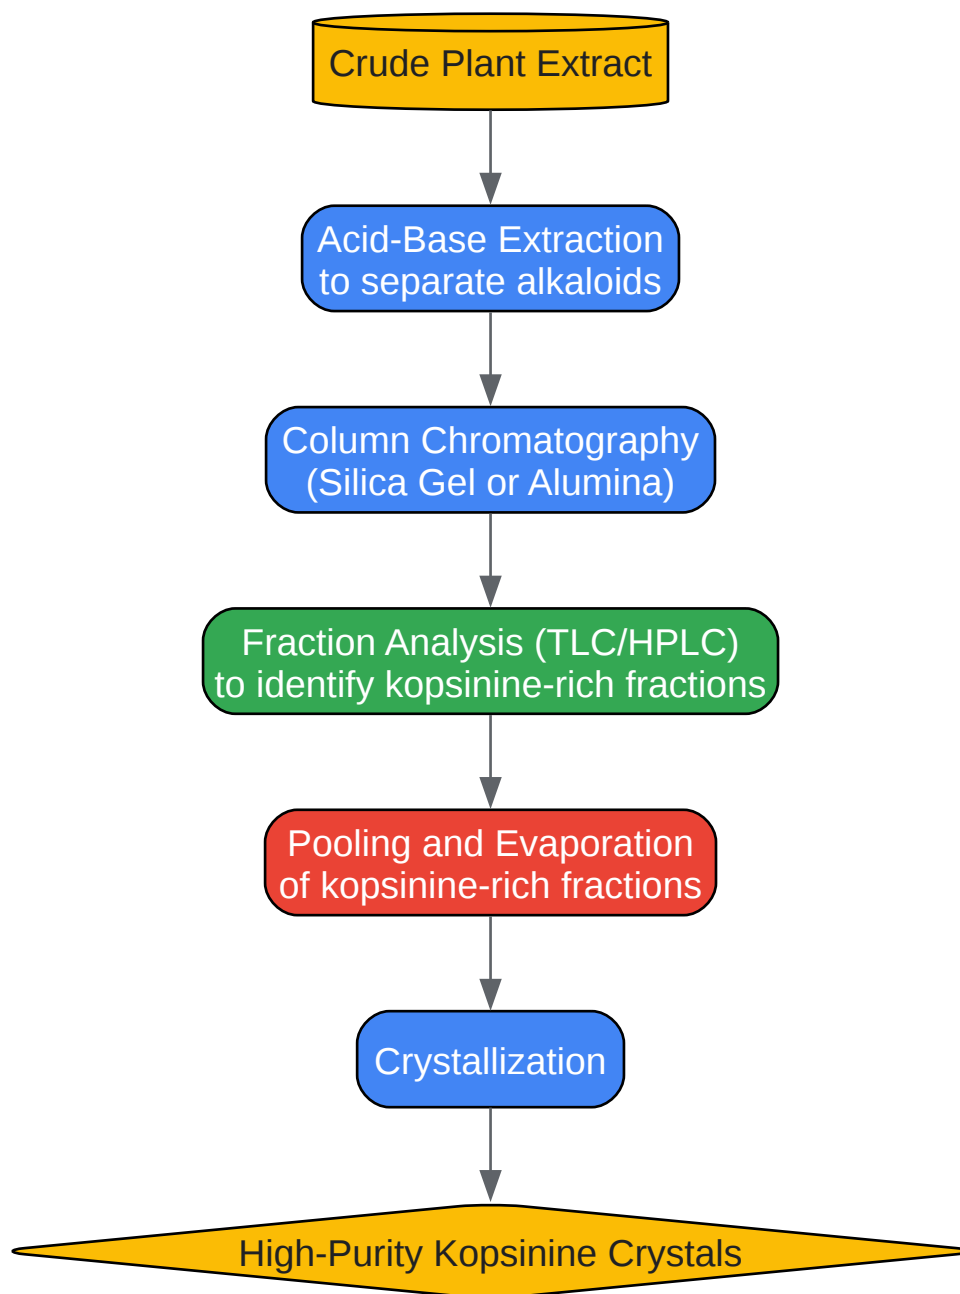 Crude Plant Extract
Acid-Base Extraction
to separate alkaloids
Column Chromatography
(Silica Gel or Alumina)
Fraction Analysis (TLC/HPLC)
to identify kopsinine-rich fractions
Pooling and Evaporation
of kopsinine-rich fractions
Crystallization
High-Purity Kopsinine Crystals